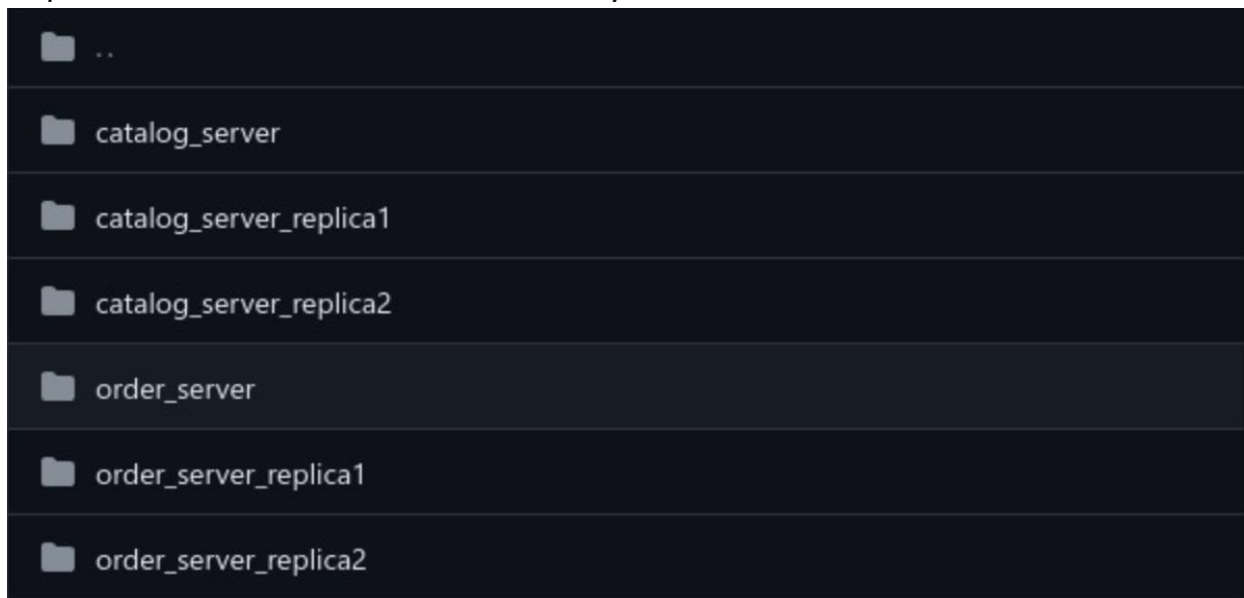 ..
catalog_server
catalog_server_replica1
catalog_server_replica2
order_server
order_server_replica1
order_server_replica2